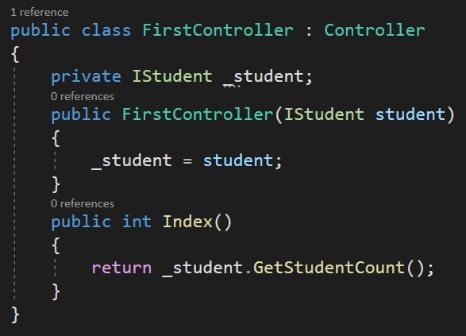 1 reference
public class FirstController : Controller
{
private IStudent _student;
0 references
public FirstController(IStudent student)
{
_student = student;
}
0 references
public int Index()
{
return _student.GetStudentCount();
}
}